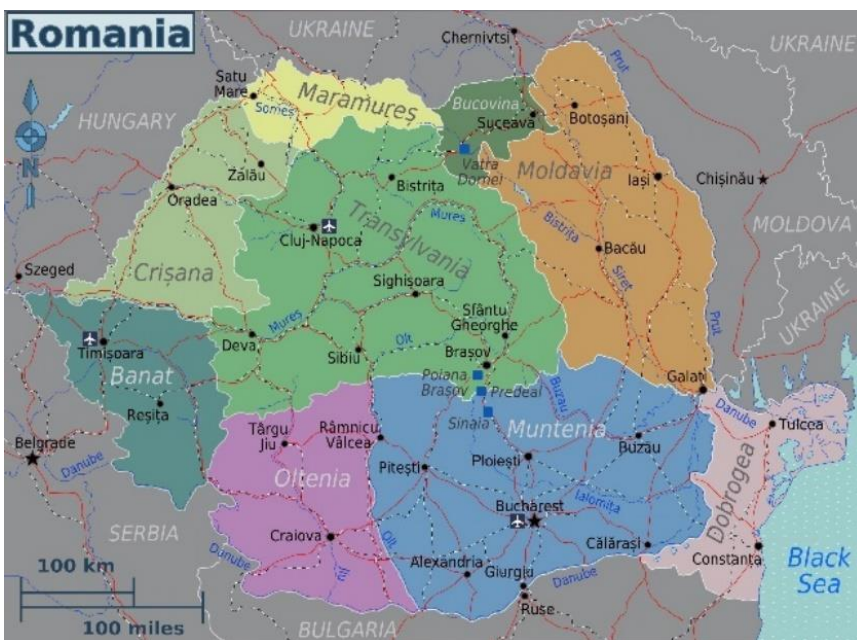 Romania
UKRAINE
UKRAINE
Chernivtsi
Prut
Satu
Mare
Someș
Maramureș
Bucovina
Suceava
Botoșani
HUNGARY
N
Zalău
Vatra
Dornei
Moldavia
Iași
Chișinău
Bistrița
Oradea
Mureș
Bistrița
MOLDOVA
Cluj-Napoca
Transylvania
Bacău
Siret
Szeged
Crișana
Sighișoara
UKRAINE
Sfântu
Gheorghe
Mureș
Prut
Timișoara
Deva
Sibiu
Olt
Brașov
Banat
Poiana
Brașov
Predeal
Buzau
Galați
Reșița
Sinaia
Danube
Tulcea
Târgu
Jiu
Râmnicu
Vâlcea
Muntenia
Buzău
Belgrade
Danube
Oltenia
Pitești
Ploiești
Dobrogea
Ialomița
Bucharest
SERBIA
Craiova
Olt
Călărași
Constanța
Black
Sea
100 km
Danube
Jiu
Alexandria
Giurgiu
Danube
Ruse
100 miles
BULGARIA